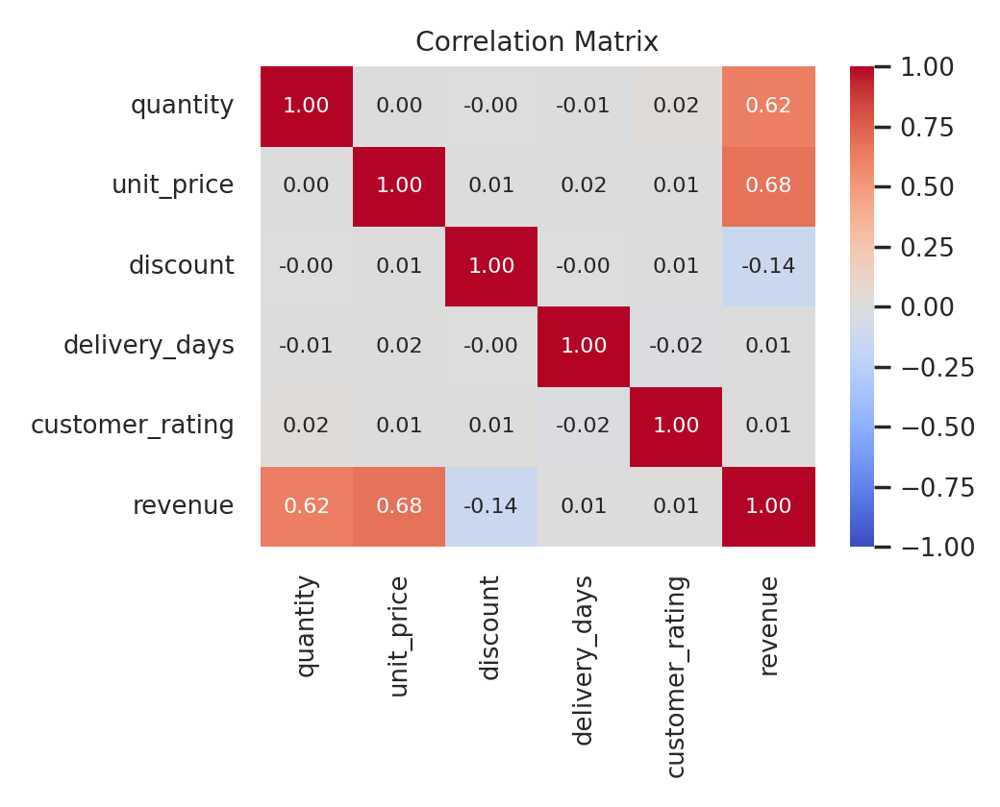 Correlation Matrix
quantity 1.00 0.00 -0.00 -0.01 0.02 0.62
unit_price 0.00 1.00 0.01 0.02 0.01 0.68
discount -0.00 0.01 1.00 -0.00 0.01 -0.14
delivery_days -0.01 0.02 -0.00 1.00 -0.02 0.01
customer_rating 0.02 0.01 0.01 -0.02 1.00 0.01
revenue 0.62 0.68 -0.14 0.01 0.01 1.00
quantity
unit_price
discount
delivery_days
customer_rating
revenue
1.00
0.75
0.50
0.25
0.00
−0.25
−0.50
−0.75
−1.00